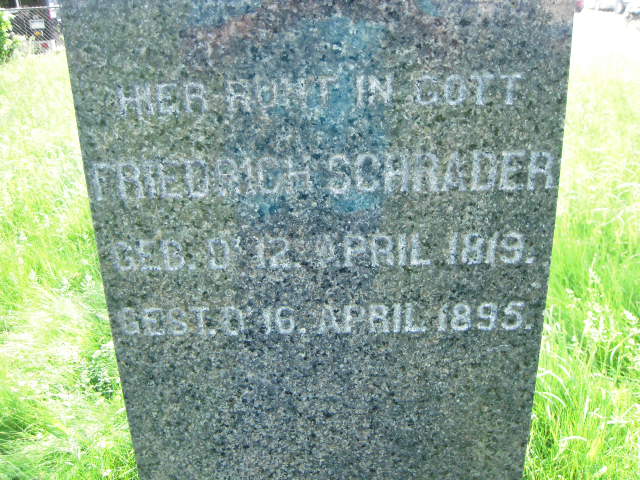 HIER RUHT IN GOTT
FRIEDRICH SCHRADER
GEB. D' 12. APRIL 1819.
GEST. D' 16. APRIL 1895.